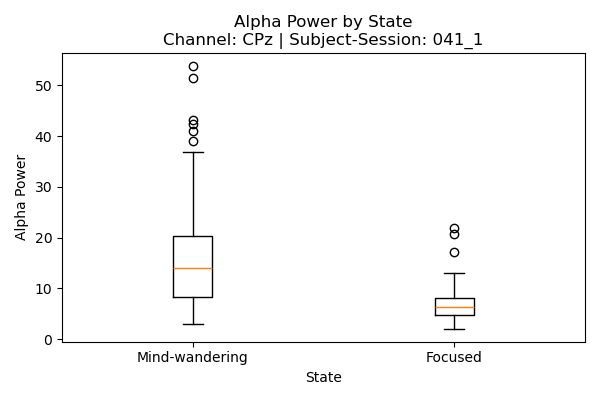 Alpha Power by State
Channel: CPz | Subject-Session: 041_1
Alpha Power
50
40
30
20
10
0
Mind-wandering
Focused
State